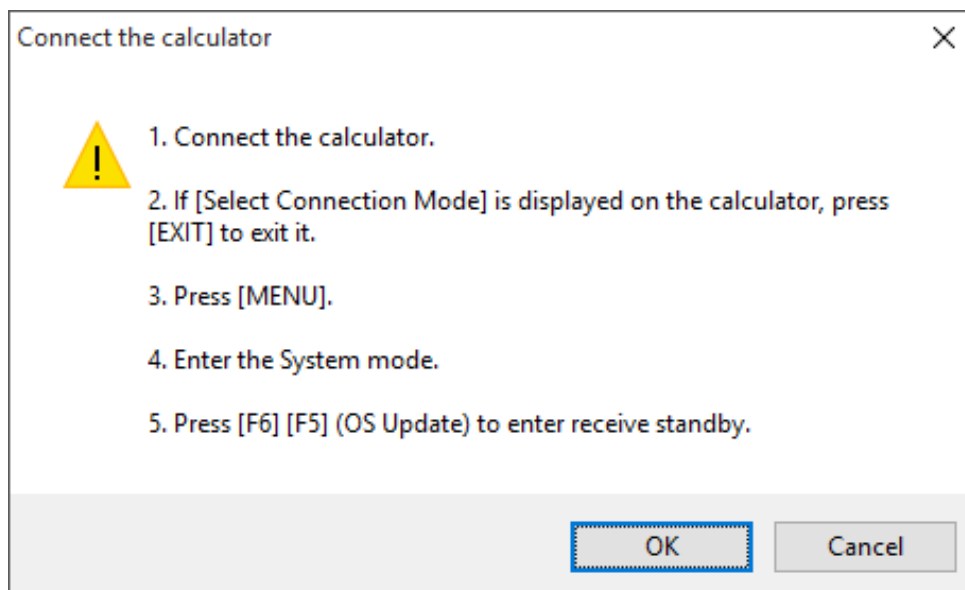 Connect the calculator
1. Connect the calculator.
2. If [Select Connection Mode] is displayed on the calculator, press
[EXIT] to exit it.
3. Press [MENU].
4. Enter the System mode.
5. Press [F6] [F5] (OS Update) to enter receive standby.
OK
Cancel